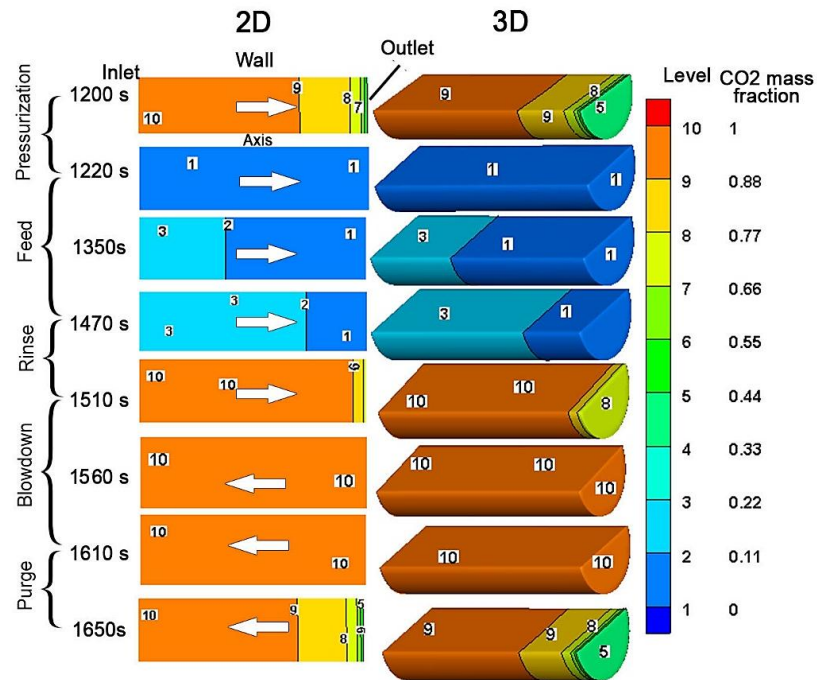 2D 3D
Wall Outlet
Inlet Level CO2 mass
fraction
Pressurization
1200 s 10 9 8 7 9 9 8 5
Axis
1220 s 1 1 1 1
Feed
1350s 3 2 1 3 1 1
1470 s 3 3 2 1 3 1
Rinse
1510 s 10 10 9 10 10 8
Blowdown
1560 s 10 10 10 10 10
1610 s 10 10 10 10
Purge
1650s 10 9 8 5 6 9 9 8 5
10 1
9 0.88
8 0.77
7 0.66
6 0.55
5 0.44
4 0.33
3 0.22
2 0.11
1 0